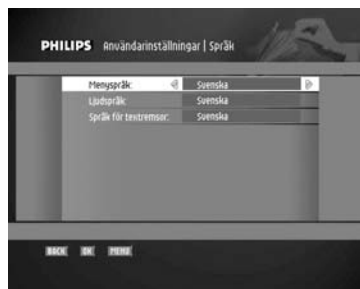 PHILIPS Användarinställningar | Språk
Menyspråk: Svenska
Ljudspråk: Svenska
Språk för textremsor: Svenska
BACK OK MENU